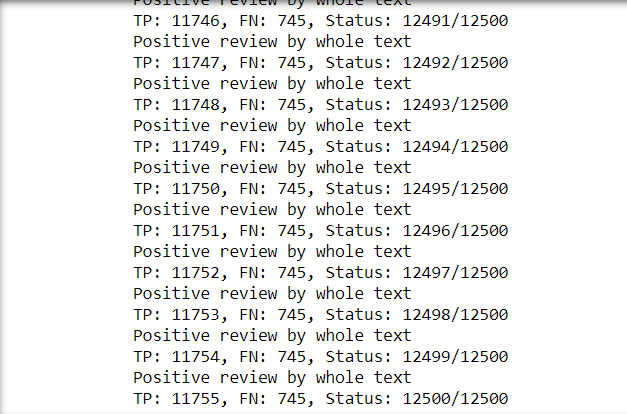 Positive review by whole text
TP: 11746, FN: 745, Status: 12491/12500
Positive review by whole text
TP: 11747, FN: 745, Status: 12492/12500
Positive review by whole text
TP: 11748, FN: 745, Status: 12493/12500
Positive review by whole text
TP: 11749, FN: 745, Status: 12494/12500
Positive review by whole text
TP: 11750, FN: 745, Status: 12495/12500
Positive review by whole text
TP: 11751, FN: 745, Status: 12496/12500
Positive review by whole text
TP: 11752, FN: 745, Status: 12497/12500
Positive review by whole text
TP: 11753, FN: 745, Status: 12498/12500
Positive review by whole text
TP: 11754, FN: 745, Status: 12499/12500
Positive review by whole text
TP: 11755, FN: 745, Status: 12500/12500